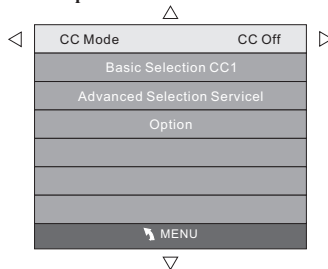 CC Mode CC Off
Basic Selection CC1
Advanced Selection Servicel
Option
MENU